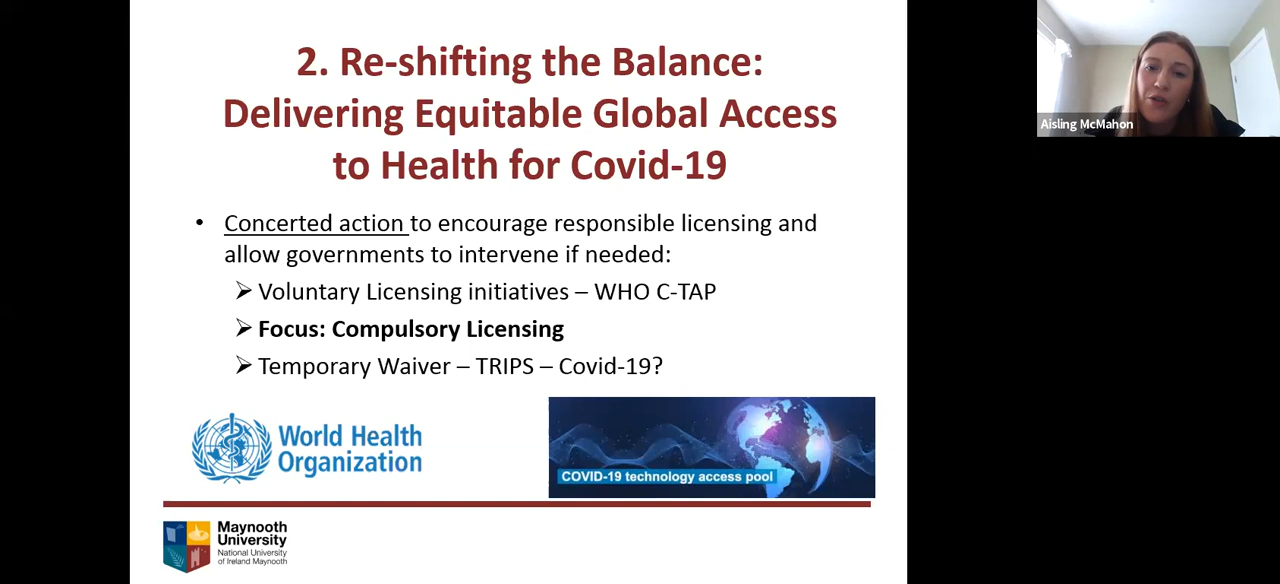 2. Re-shifting the Balance:
Delivering Equitable Global Access
to Health for Covid-19
• Concerted action to encourage responsible licensing and
allow governments to intervene if needed:
➢ Voluntary Licensing initiatives – WHO C-TAP
➢ Focus: Compulsory Licensing
➢ Temporary Waiver – TRIPS – Covid-19?
World Health
Organization
COVID-19 technology access pool
Maynooth
University
National University
of Ireland Maynooth
Aisling McMahon